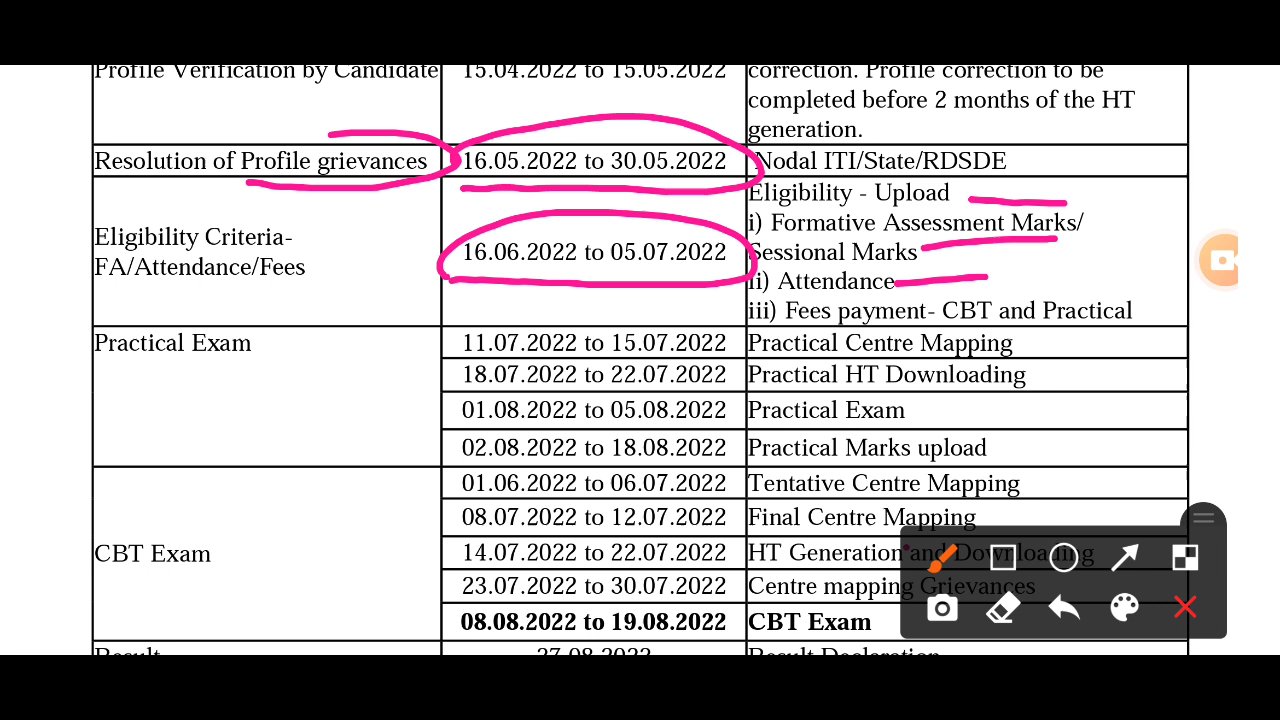 Profile Verification by Candidate 15.04.2022 to 15.05.2022 correction. Profile correction to be
completed before 2 months of the HT
generation.
Resolution of Profile grievances 16.05.2022 to 30.05.2022 Nodal ITI/State/RDSDE
Eligibility Criteria-
FA/Attendance/Fees
16.06.2022 to 05.07.2022
Eligibility - Upload
i) Formative Assessment Marks/
Sessional Marks
ii) Attendance
iii) Fees payment- CBT and Practical
Practical Exam 11.07.2022 to 15.07.2022 Practical Centre Mapping
18.07.2022 to 22.07.2022 Practical HT Downloading
01.08.2022 to 05.08.2022 Practical Exam
02.08.2022 to 18.08.2022 Practical Marks upload
CBT Exam
01.06.2022 to 06.07.2022 Tentative Centre Mapping
08.07.2022 to 12.07.2022 Final Centre Mapping
14.07.2022 to 22.07.2022 HT Generation and Downloading
23.07.2022 to 30.07.2022 Centre mapping Grievances
08.08.2022 to 19.08.2022 CBT Exam
Result 27.08.2022 Result Declaration